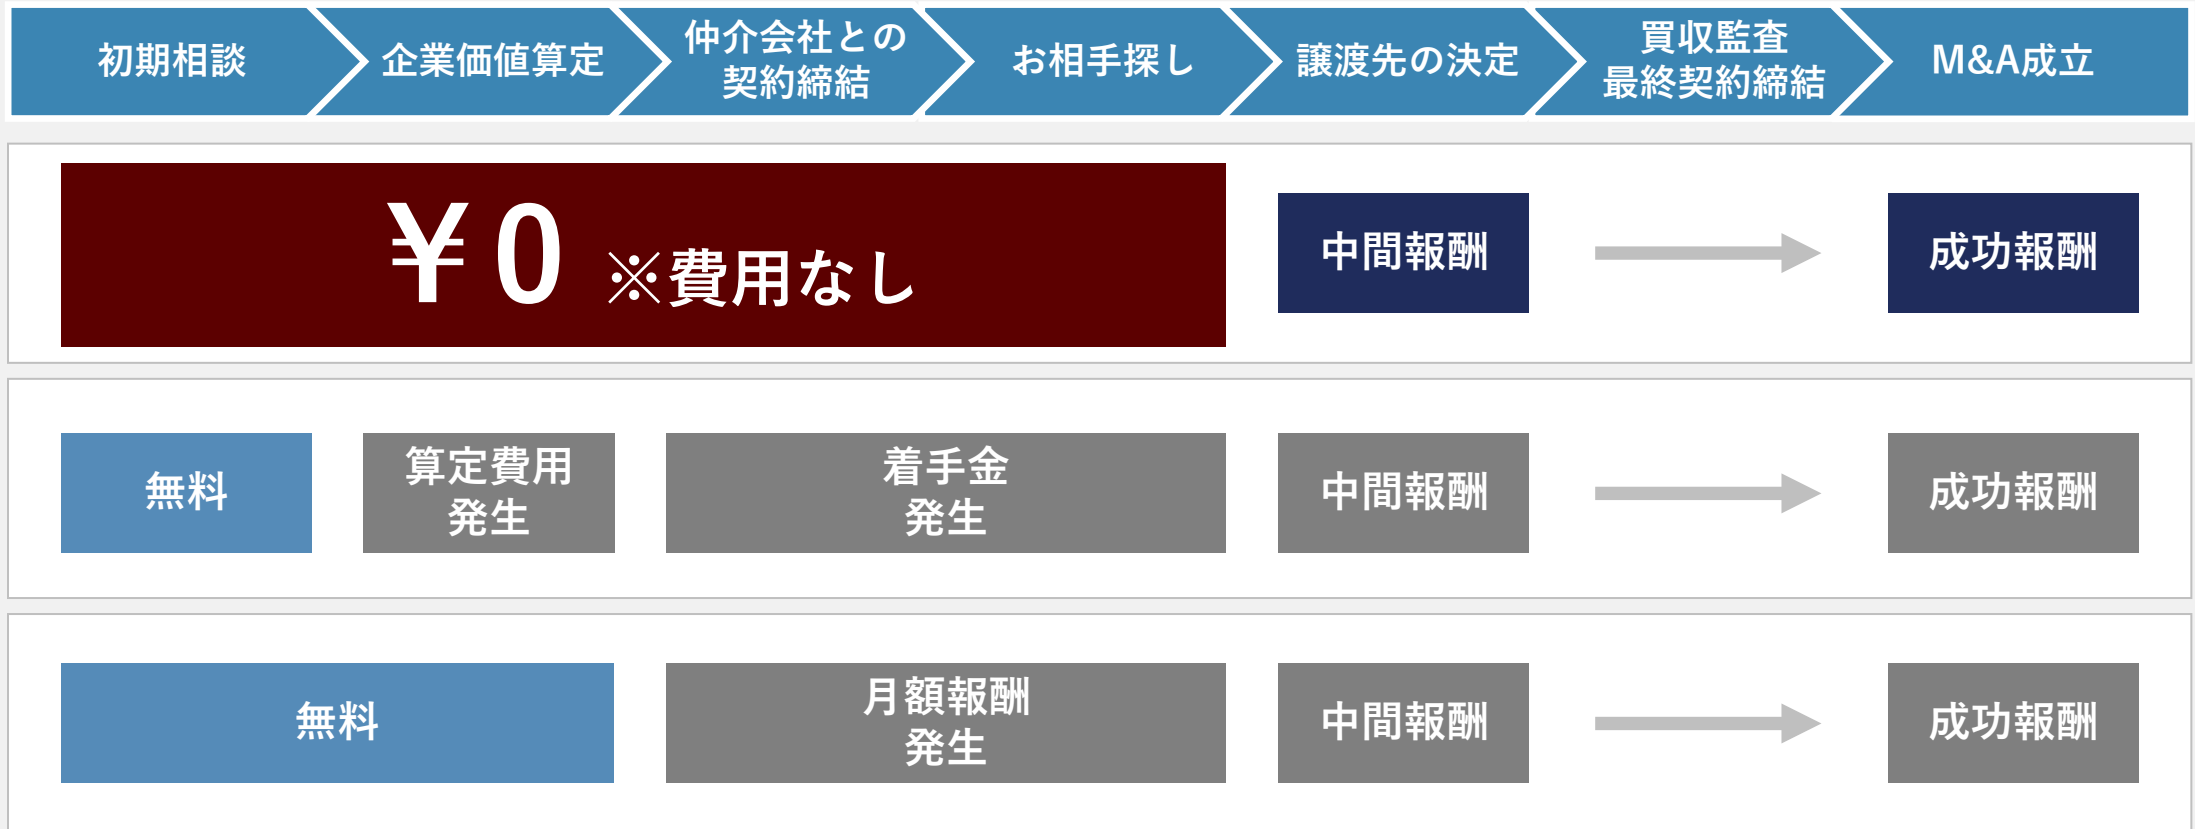 初期相談
企業価値算定
仲介会社との
契約締結
お相手探し
譲渡先の決定
買収監査
最終契約締結
M&A成立
￥0 ※費用なし
中間報酬
成功報酬
無料
算定費用
発生
着手金
発生
中間報酬
成功報酬
無料
月額報酬
発生
中間報酬
成功報酬